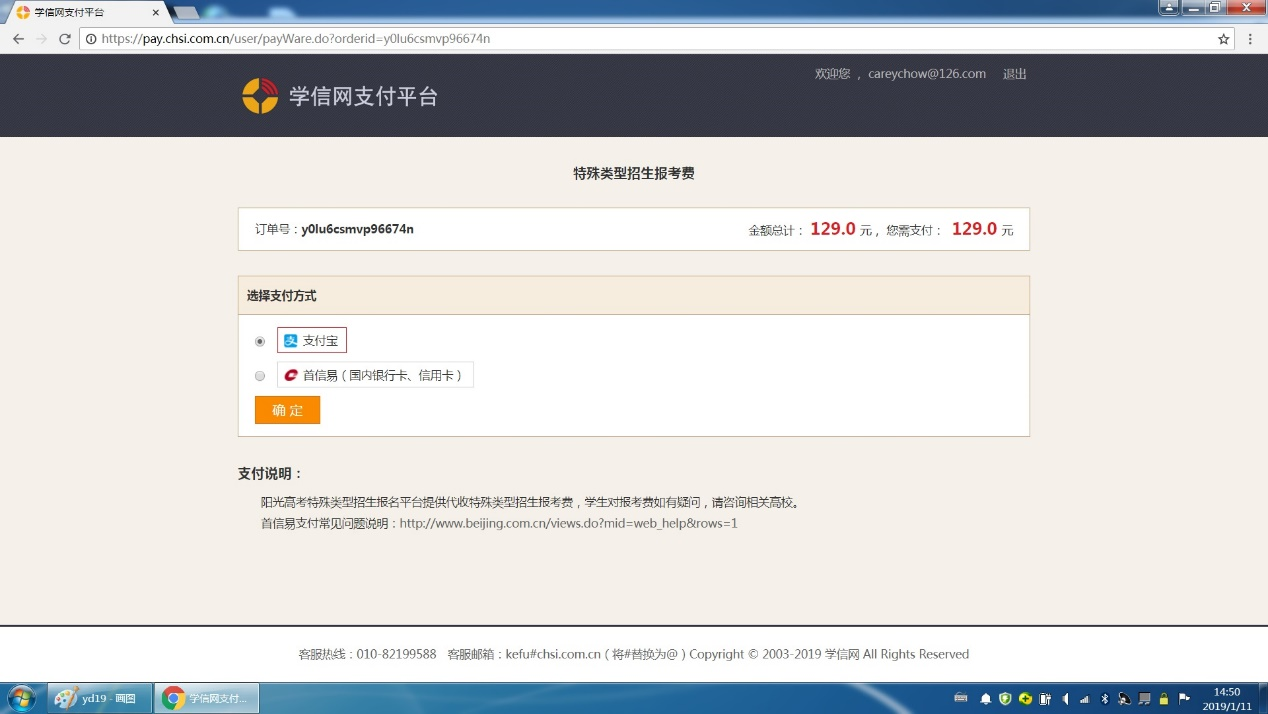 学信网支付平台
https://pay.chsi.com.cn/user/payWare.do?orderid=y0lu6csmvp96674n
欢迎您 ，careychow@126.com 退出
学信网支付平台
特殊类型招生报考费
订单号：y0lu6csmvp96674n 金额总计： 129.0 元 ，您需支付： 129.0 元
选择支付方式
支付宝
首信易（国内银行卡、信用卡）
确 定
支付说明：
阳光高考特殊类型招生报名平台提供代收特殊类型招生报考费，学生对报考费如有疑问，请咨询相关高校。
首信易支付常见问题说明：http://www.beijing.com.cn/views.do?mid=web_help&rows=1
客服热线：010-82199588 客服邮箱：kefu#chsi.com.cn（将#替换为@）Copyright © 2003-2019 学信网 All Rights Reserved
yd19 - 画图 学信网支付... 14:50
2019/1/11